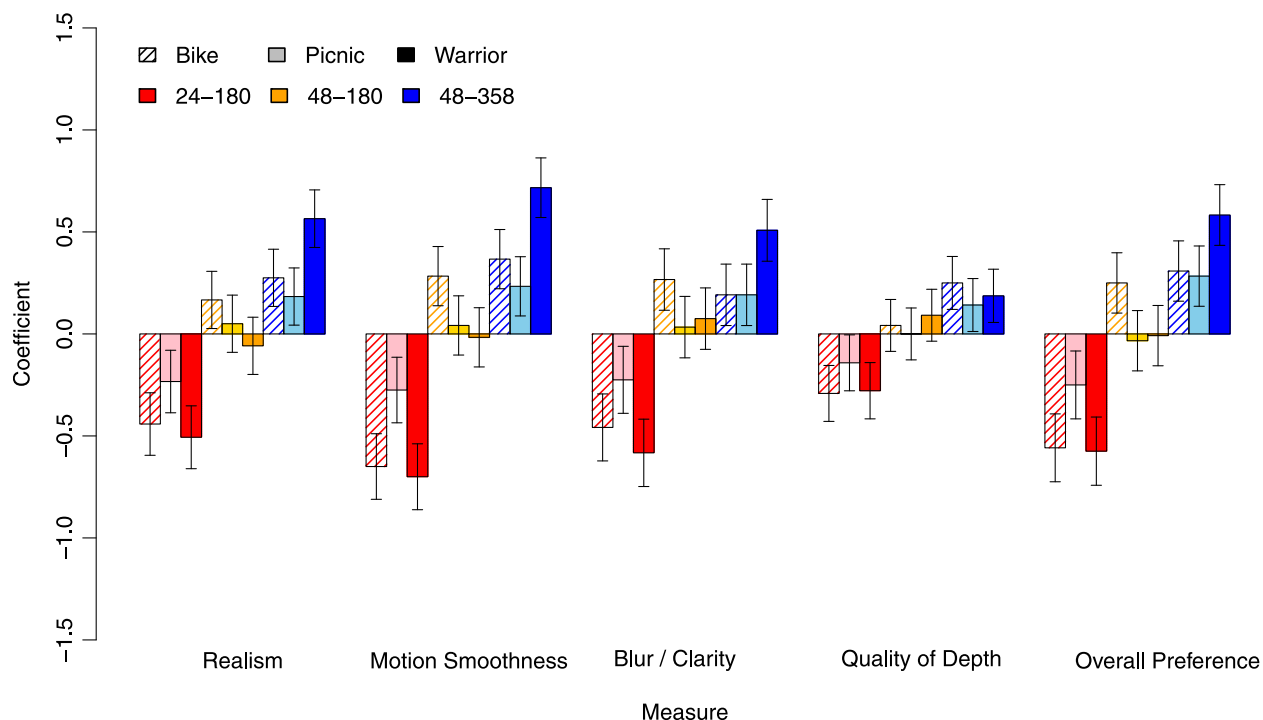 1.5
Bike Picnic Warrior
24−180 48−180 48−358
1.0
0.5
0.0
−0.5
−1.0
−1.5
Coefficient
Realism Motion Smoothness Blur / Clarity Quality of Depth Overall Preference
Measure